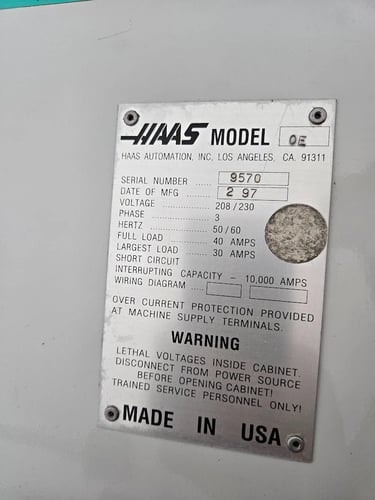 HAAS MODEL OE
HAAS AUTOMATION, INC. LOS ANGELES, CA. 91311
SERIAL NUMBER ..... 9570
DATE OF MFG ....... 2 97
VOLTAGE ............... 208/230
PHASE .................... 3
HERTZ .................... 50/60
FULL LOAD ........... 40 AMPS
LARGEST LOAD ..... 30 AMPS
SHORT CIRCUIT
INTERRUPTING CAPACITY - 10,000 AMPS
WIRING DIAGRAM ....
OVER CURRENT PROTECTION PROVIDED
AT MACHINE SUPPLY TERMINALS.
WARNING
LETHAL VOLTAGES INSIDE CABINET.
DISCONNECT FROM POWER SOURCE
BEFORE OPENING CABINET!
TRAINED SERVICE PERSONNEL ONLY!
MADE IN USA